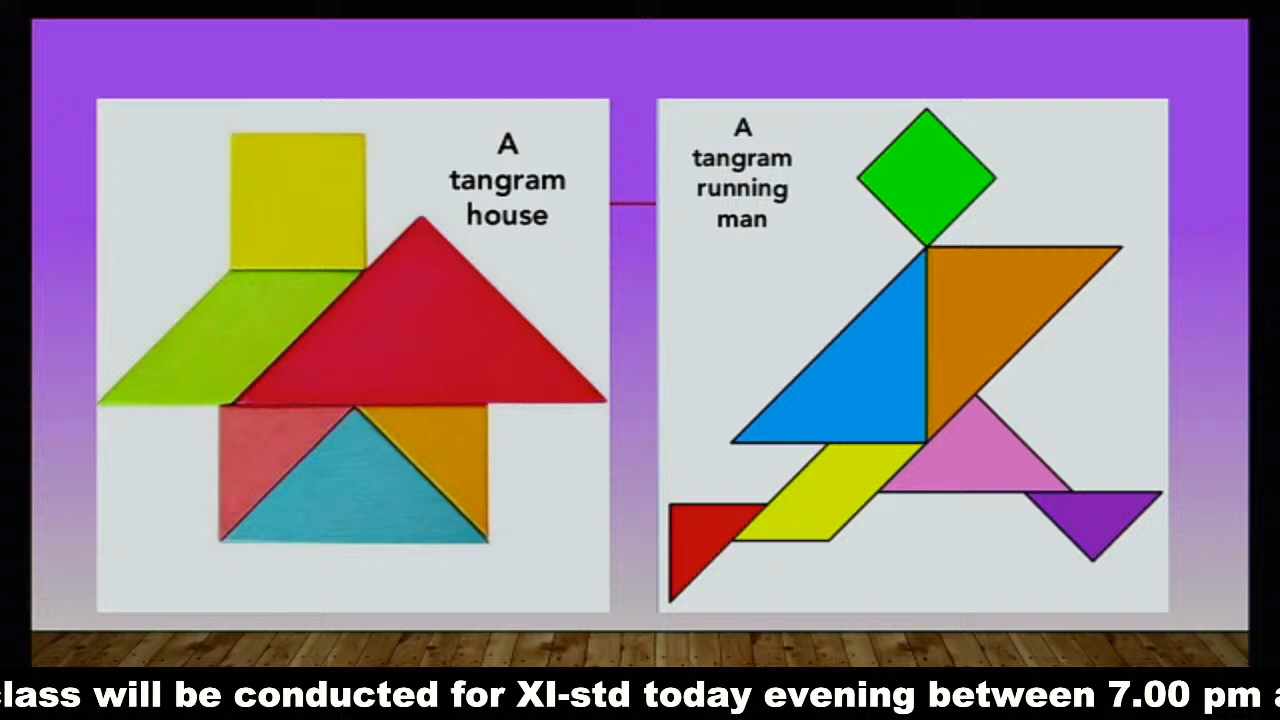 A
tangram
house
A
tangram
running
man
class will be conducted for XI-std today evening between 7.00 pm